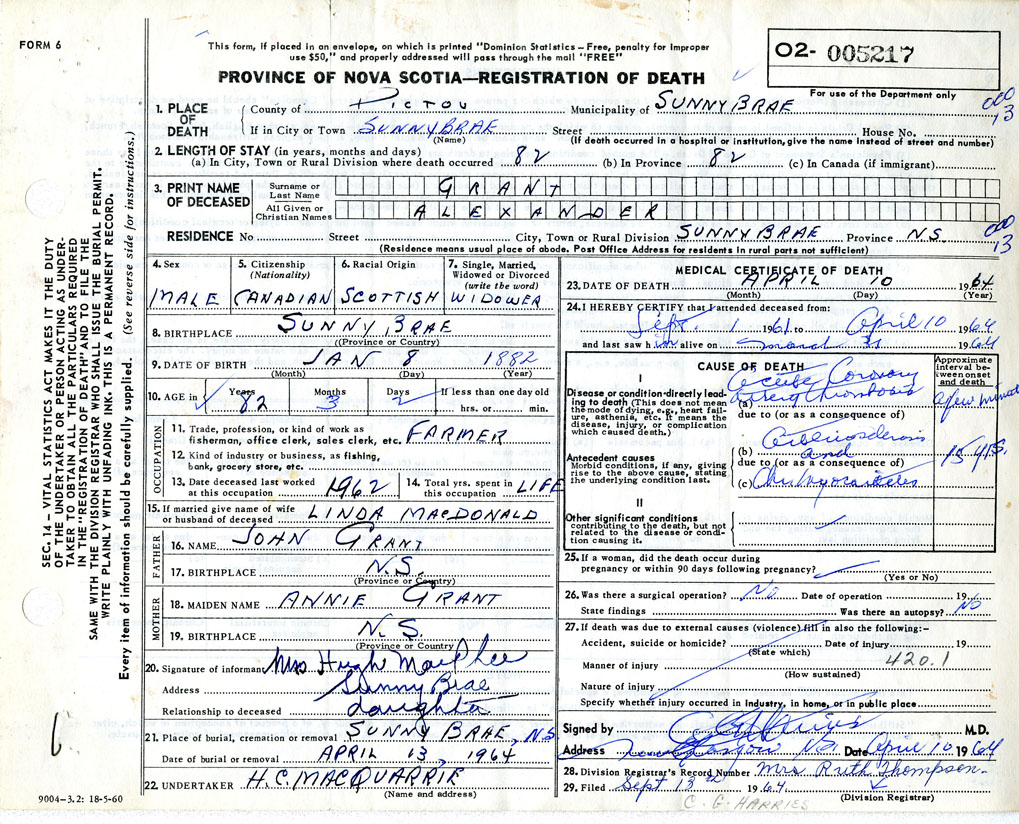 FORM 6
This form, if placed in an envelope, on which is printed "Dominion Statistics—Free, penalty for improper
use $50," and properly addressed will pass through the mail "FREE"
PROVINCE OF NOVA SCOTIA—REGISTRATION OF DEATH
02- 005217
For use of the Department only
000
13
1. PLACE OF DEATH County of PICTOU Municipality of SUNNYBRAE
If in City or Town SUNNYBRAE Street House No.
(Name) (If death occurred in a hospital or institution, give the name instead of street and number)
2. LENGTH OF STAY (in years, months and days)
(a) In City, Town or Rural Division where death occurred 82 (b) In Province 82 (c) In Canada (if immigrant)
3. PRINT NAME OF DECEASED
Surname or Last Name GRANT
All Given or Christian Names ALEXANDER
000
13
RESIDENCE No Street City, Town or Rural Division SUNNYBRAE Province N.S.
(Residence means usual place of abode. Post Office Address for residents in rural parts not sufficient)
SEC. 14 – VITAL STATISTICS ACT MAKES IT THE DUTY
OF THE UNDERTAKER OR PERSON ACTING AS UNDER-
TAKER TO OBTAIN ALL THE PARTICULARS REQUIRED
IN THE "REGISTRATION OF DEATH" AND TO FILE THE
SAME WITH THE DIVISION REGISTRAR WHO SHALL ISSUE THE BURIAL PERMIT.
WRITE PLAINLY WITH UNFADING INK. THIS IS A PERMANENT RECORD.
Every item of information should be carefully supplied. (See reverse side for instructions.)
4. Sex MALE
5. Citizenship (Nationality) CANADIAN
6. Racial Origin SCOTTISH
7. Single, Married, Widowed or Divorced (write the word) WIDOWER
8. BIRTHPLACE SUNNY BRAE
(Province or Country)
9. DATE OF BIRTH JAN 8 1882
(Month) (Day) (Year)
10. AGE in Years 82 Months 3 Days 2 If less than one day old
hrs. or min.
OCCUPATION
11. Trade, profession, or kind of work as
fisherman, office clerk, sales clerk, etc. FARMER
12. Kind of industry or business, as fishing,
bank, grocery store, etc.
13. Date deceased last worked at this occupation 1962
14. Total yrs. spent in this occupation LIFE
15. If married give name of wife
or husband of deceased LINDA MACDONALD
FATHER
16. NAME JOHN GRANT
17. BIRTHPLACE N.S.
(Province or Country)
MOTHER
18. MAIDEN NAME ANNIE GRANT
19. BIRTHPLACE N.S.
(Province or Country)
20. Signature of informant Mrs Hugh MacPhee
Address Sunny Brae
Relationship to deceased daughter
21. Place of burial, cremation or removal SUNNY BRAE, NS
Date of burial or removal APRIL 13, 1964
22. UNDERTAKER H.C. MACQUARRIE
(Name and address)
9004-3.2: 18-5-60
MEDICAL CERTIFICATE OF DEATH
23. DATE OF DEATH APRIL 10 1964
(Month) (Day) (Year)
24. I HEREBY CERTIFY that I attended deceased from:
Sept. 1 1961 to April 10 1964
and last saw him alive on March 31 1964
CAUSE OF DEATH
Approximate
interval be-
tween onset
and death
I
Disease or condition directly lead-
ing to death (This does not mean
the mode of dying, e.g., heart fail-
ure, asthenia, etc. It means the
disease, injury, or complication
which caused death.)
(a) Acute Coronary artery thrombosis a few minutes
due to (or as a consequence of)
Antecedent causes
Morbid conditions, if any, giving
rise to the above cause, stating
the underlying condition last.
(b) Arteriosclerosis and 15 yrs.
due to (or as a consequence of)
(c)
II
Other significant conditions
contributing to the death, but not
related to the disease or condi-
tion causing it.
25. If a woman, did the death occur during
pregnancy or within 90 days following pregnancy?
(Yes or No)
26. Was there a surgical operation? No Date of operation 19
State findings Was there an autopsy? No
27. If death was due to external causes (violence) fill in also the following:—
Accident, suicide or homicide? Date of injury 19
(State which)
420.1
Manner of injury
(How sustained)
Nature of injury
Specify whether injury occurred in industry, in home, or in public place
Signed by M.D.
Address Glasgow N.S. Date April 10 1964
28. Division Registrar's Record Number Mrs Ruth Thompson
29. Filed Sept 13th 1964
(Division Registrar)
C. G. HARRIES